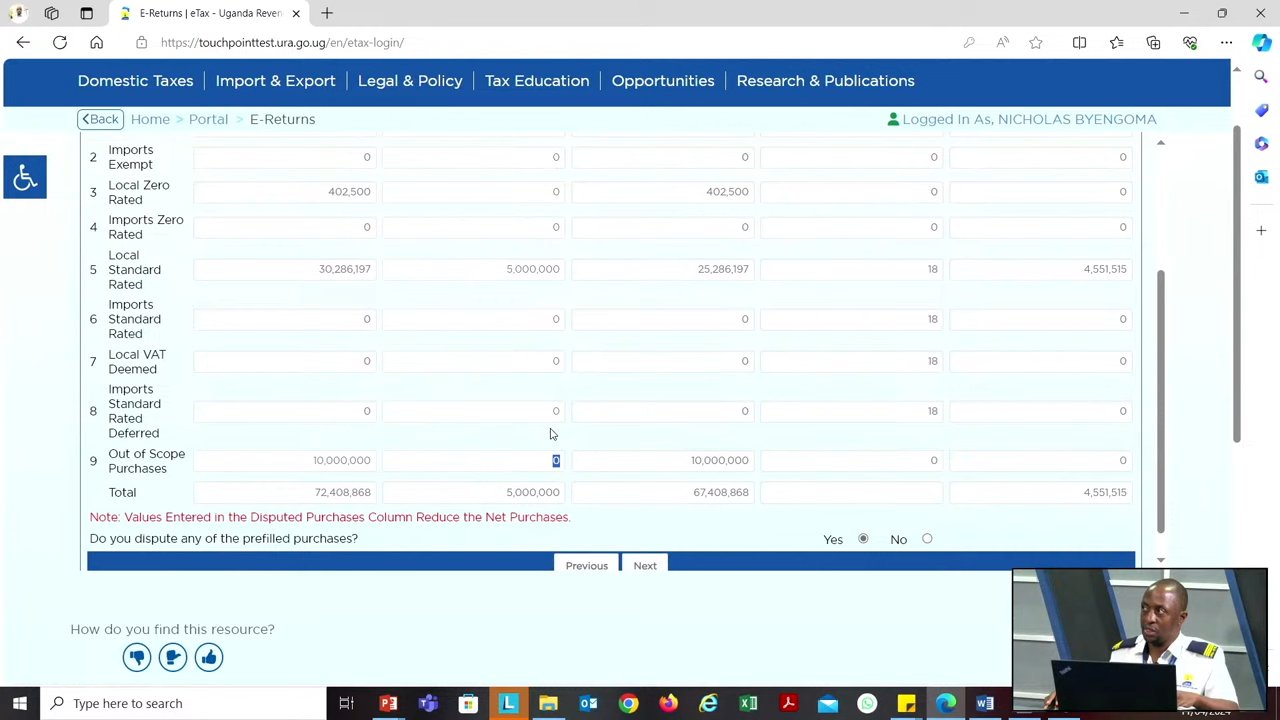 E-Returns | eTax - Uganda Reven
https://touchpointtest.ura.go.ug/en/etax-login/
Domestic Taxes | Import & Export | Legal & Policy | Tax Education | Opportunities | Research & Publications
Back Home > Portal > E-Returns Logged In As, NICHOLAS BYENGOMA
2 Imports Exempt 0 0 0 0 0
3 Local Zero Rated 402,500 0 402,500 0 0
4 Imports Zero Rated 0 0 0 0 0
5 Local Standard Rated 30,286,197 5,000,000 25,286,197 18 4,551,515
6 Imports Standard Rated 0 0 0 18 0
7 Local VAT Deemed 0 0 0 18 0
8 Imports Standard Rated Deferred 0 0 0 18 0
9 Out of Scope Purchases 10,000,000 0 10,000,000 0 0
Total 72,408,868 5,000,000 67,408,868 4,551,515
Note: Values Entered in the Disputed Purchases Column Reduce the Net Purchases.
Do you dispute any of the prefilled purchases? Yes No
Previous Next
How do you find this resource?
Type here to search